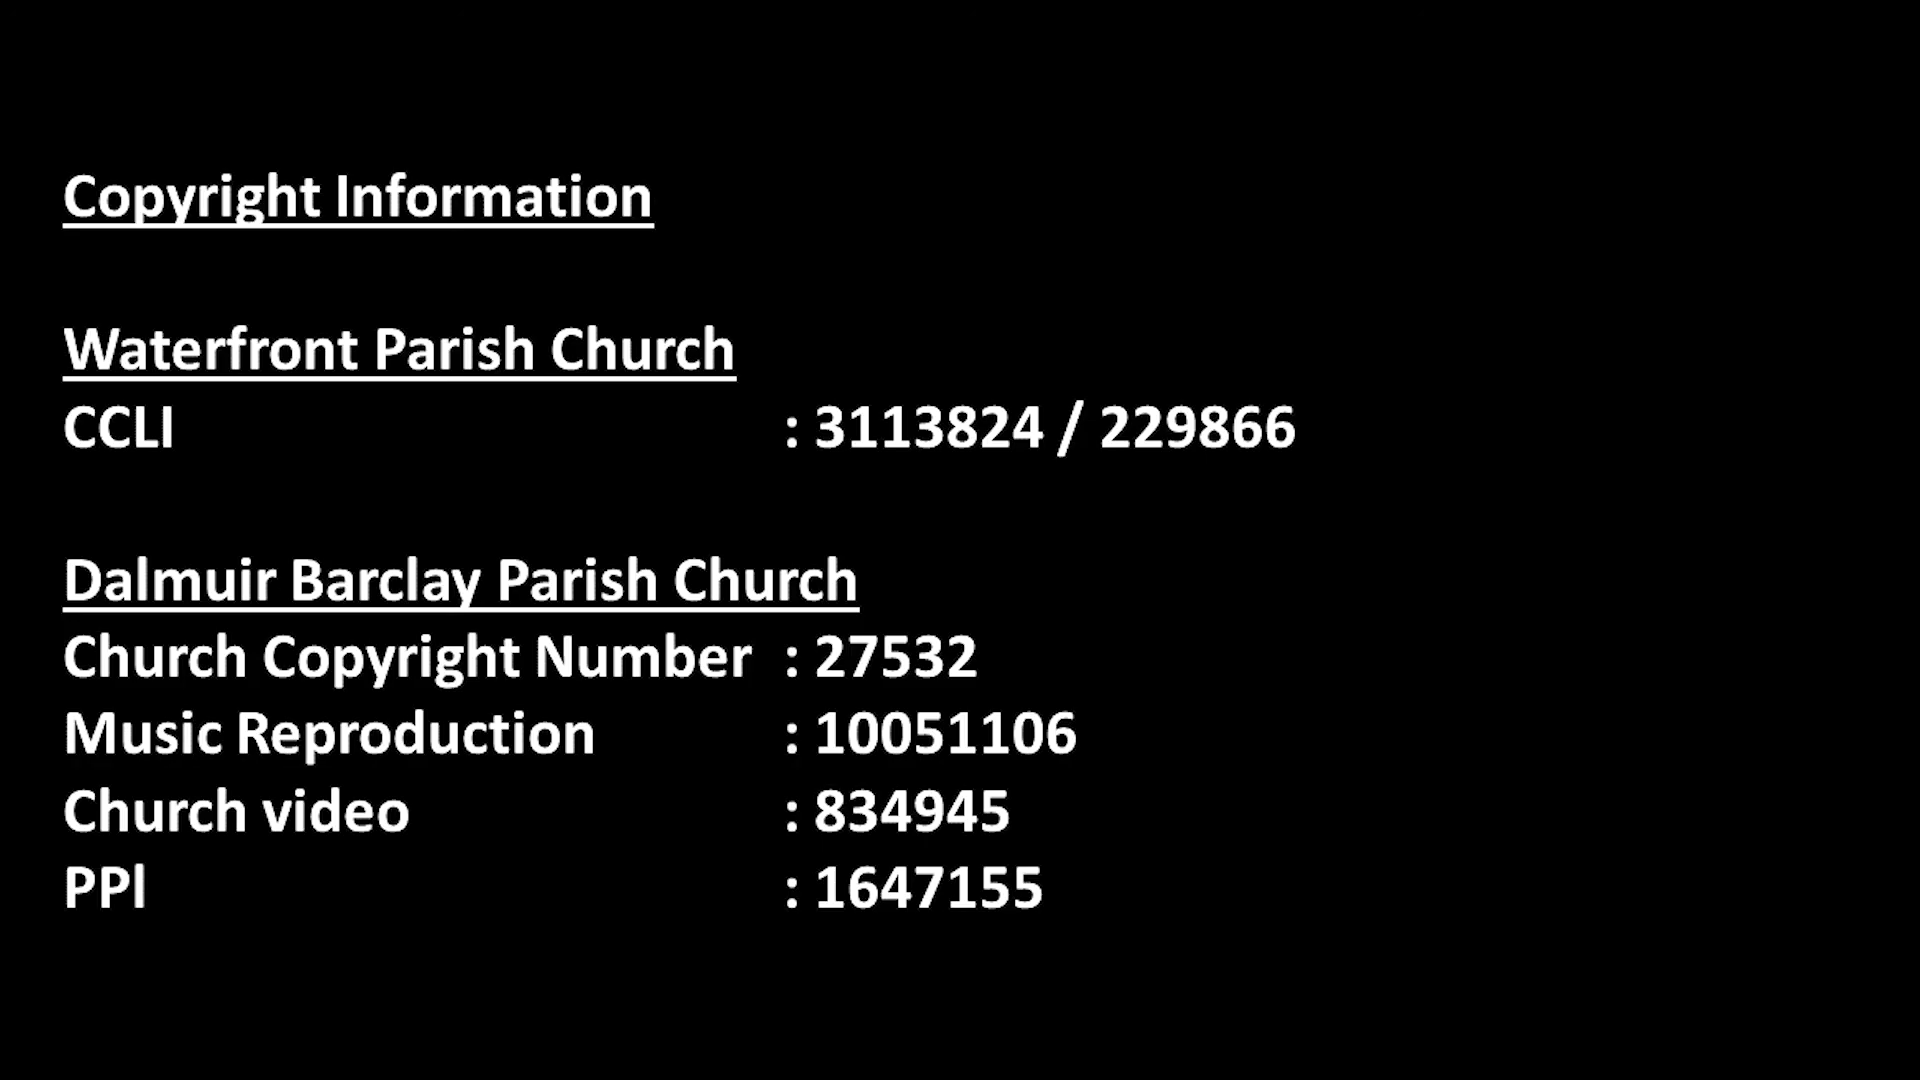 Copyright Information
Waterfront Parish Church
CCLI : 3113824 / 229866
Dalmuir Barclay Parish Church
Church Copyright Number : 27532
Music Reproduction : 10051106
Church video : 834945
PPl : 1647155